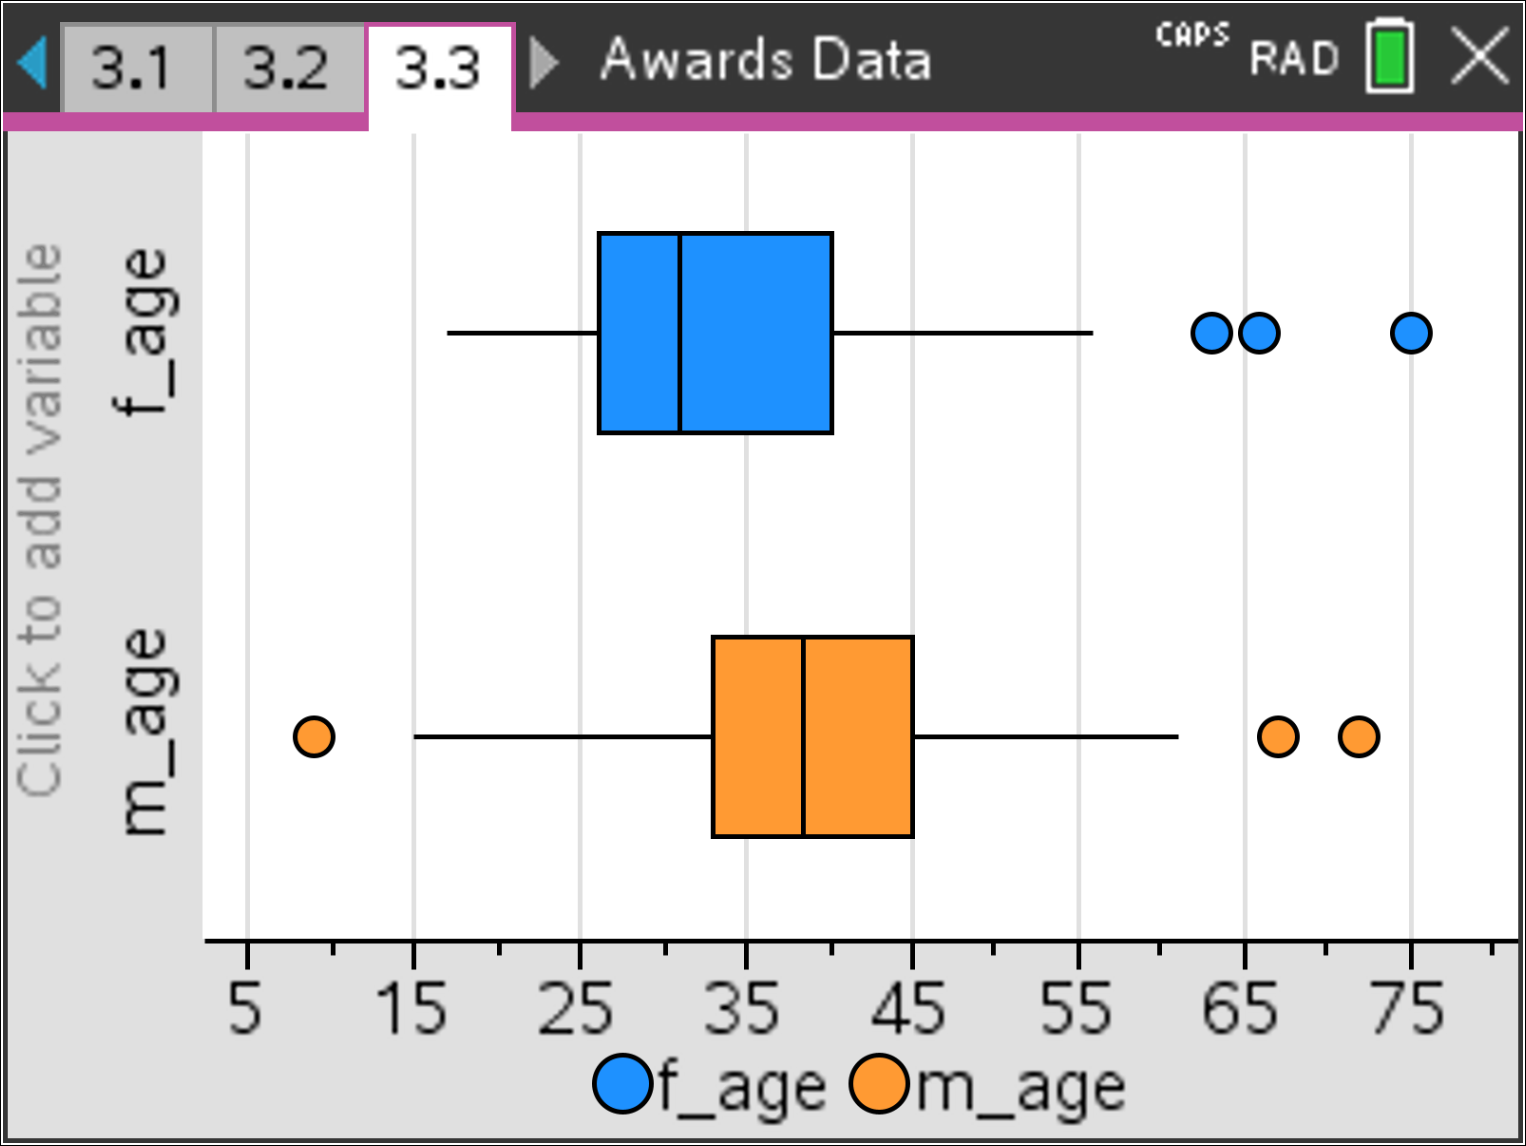 3.1 3.2 3.3 Awards Data CAPS RAD
Click to add variable
f_age
m_age
5 15 25 35 45 55 65 75
f_age m_age